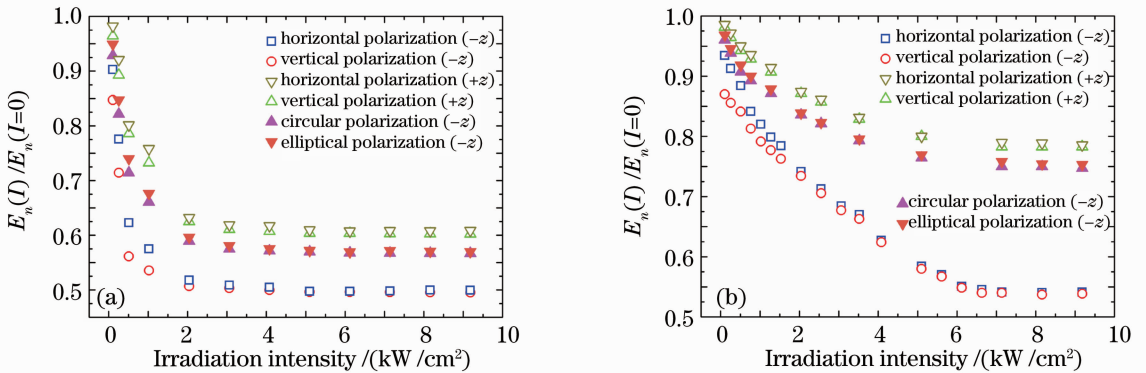 1.0
0.9
0.8
0.7
0.6
0.5
Eₙ(I)/Eₙ(I=0)
horizontal polarization (−z)
vertical polarization (−z)
horizontal polarization (+z)
vertical polarization (+z)
circular polarization (−z)
elliptical polarization (−z)
(a)
0 2 4 6 8 10
Irradiation intensity /(kW /cm²)
1.0
0.9
0.8
0.7
0.6
0.5
Eₙ(I) /Eₙ(I=0)
horizontal polarization (−z)
vertical polarization (−z)
horizontal polarization (+z)
vertical polarization (+z)
circular polarization (−z)
elliptical polarization (−z)
(b)
0 2 4 6 8 10
Irradiation intensity /(kW /cm²)